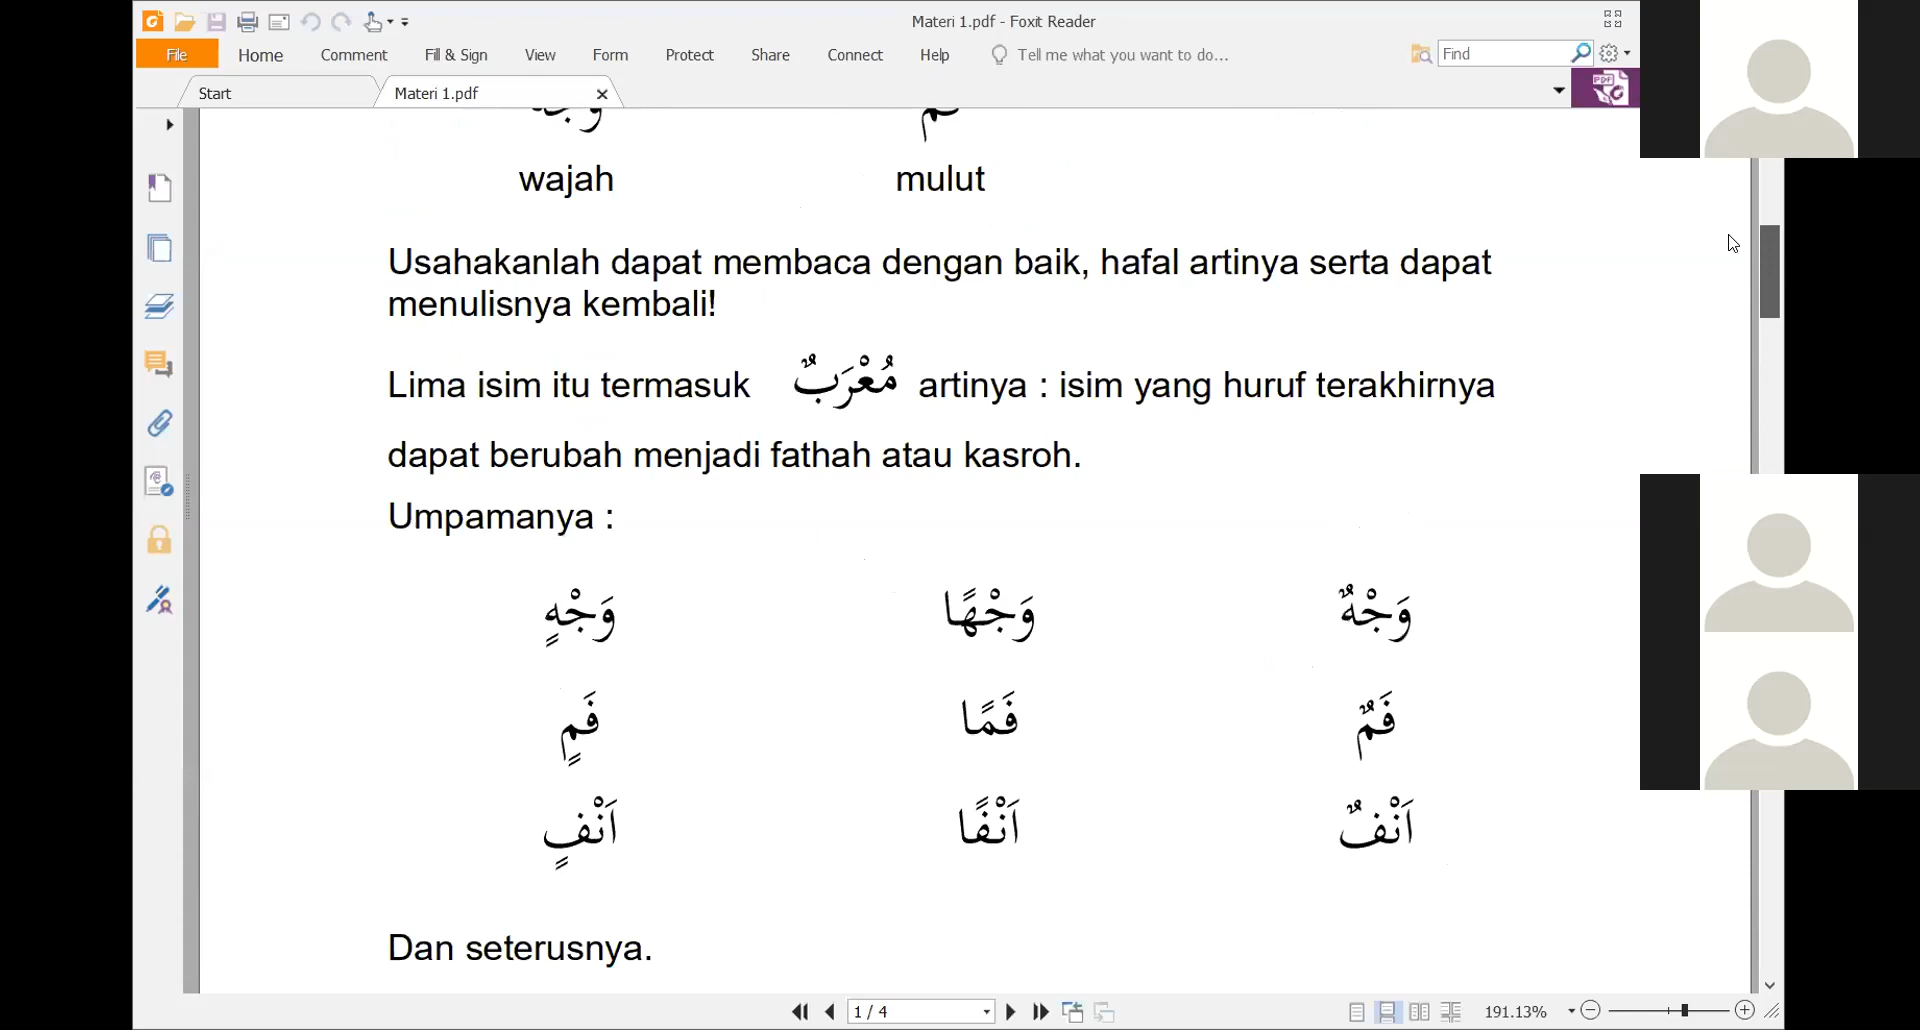 Materi 1.pdf - Foxit Reader
File Home Comment Fill & Sign View Form Protect Share Connect Help Tell me what you want to do... Find
Start Materi 1.pdf
wajah mulut
Usahakanlah dapat membaca dengan baik, hafal artinya serta dapat
menulisnya kembali!
Lima isim itu termasuk مُعْرَبٌ artinya : isim yang huruf terakhirnya
dapat berubah menjadi fathah atau kasroh.
Umpamanya :
وَجْهٌ وَجْهًا وَجْهٍ
فَمٌ فَمًا فَمٍ
اَنْفٌ اَنْفًا اَنْفٍ
Dan seterusnya.
1 / 4 191.13%